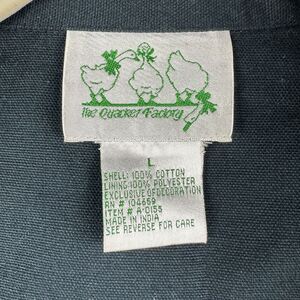 the Quacker Factory
L
SHELL: 100% COTTON
LINING: 100% POLYESTER
EXCLUSIVE OF DECORATION
RN # 104659
ITEM # A-C155
MADE IN INDIA
SEE REVERSE FOR CARE